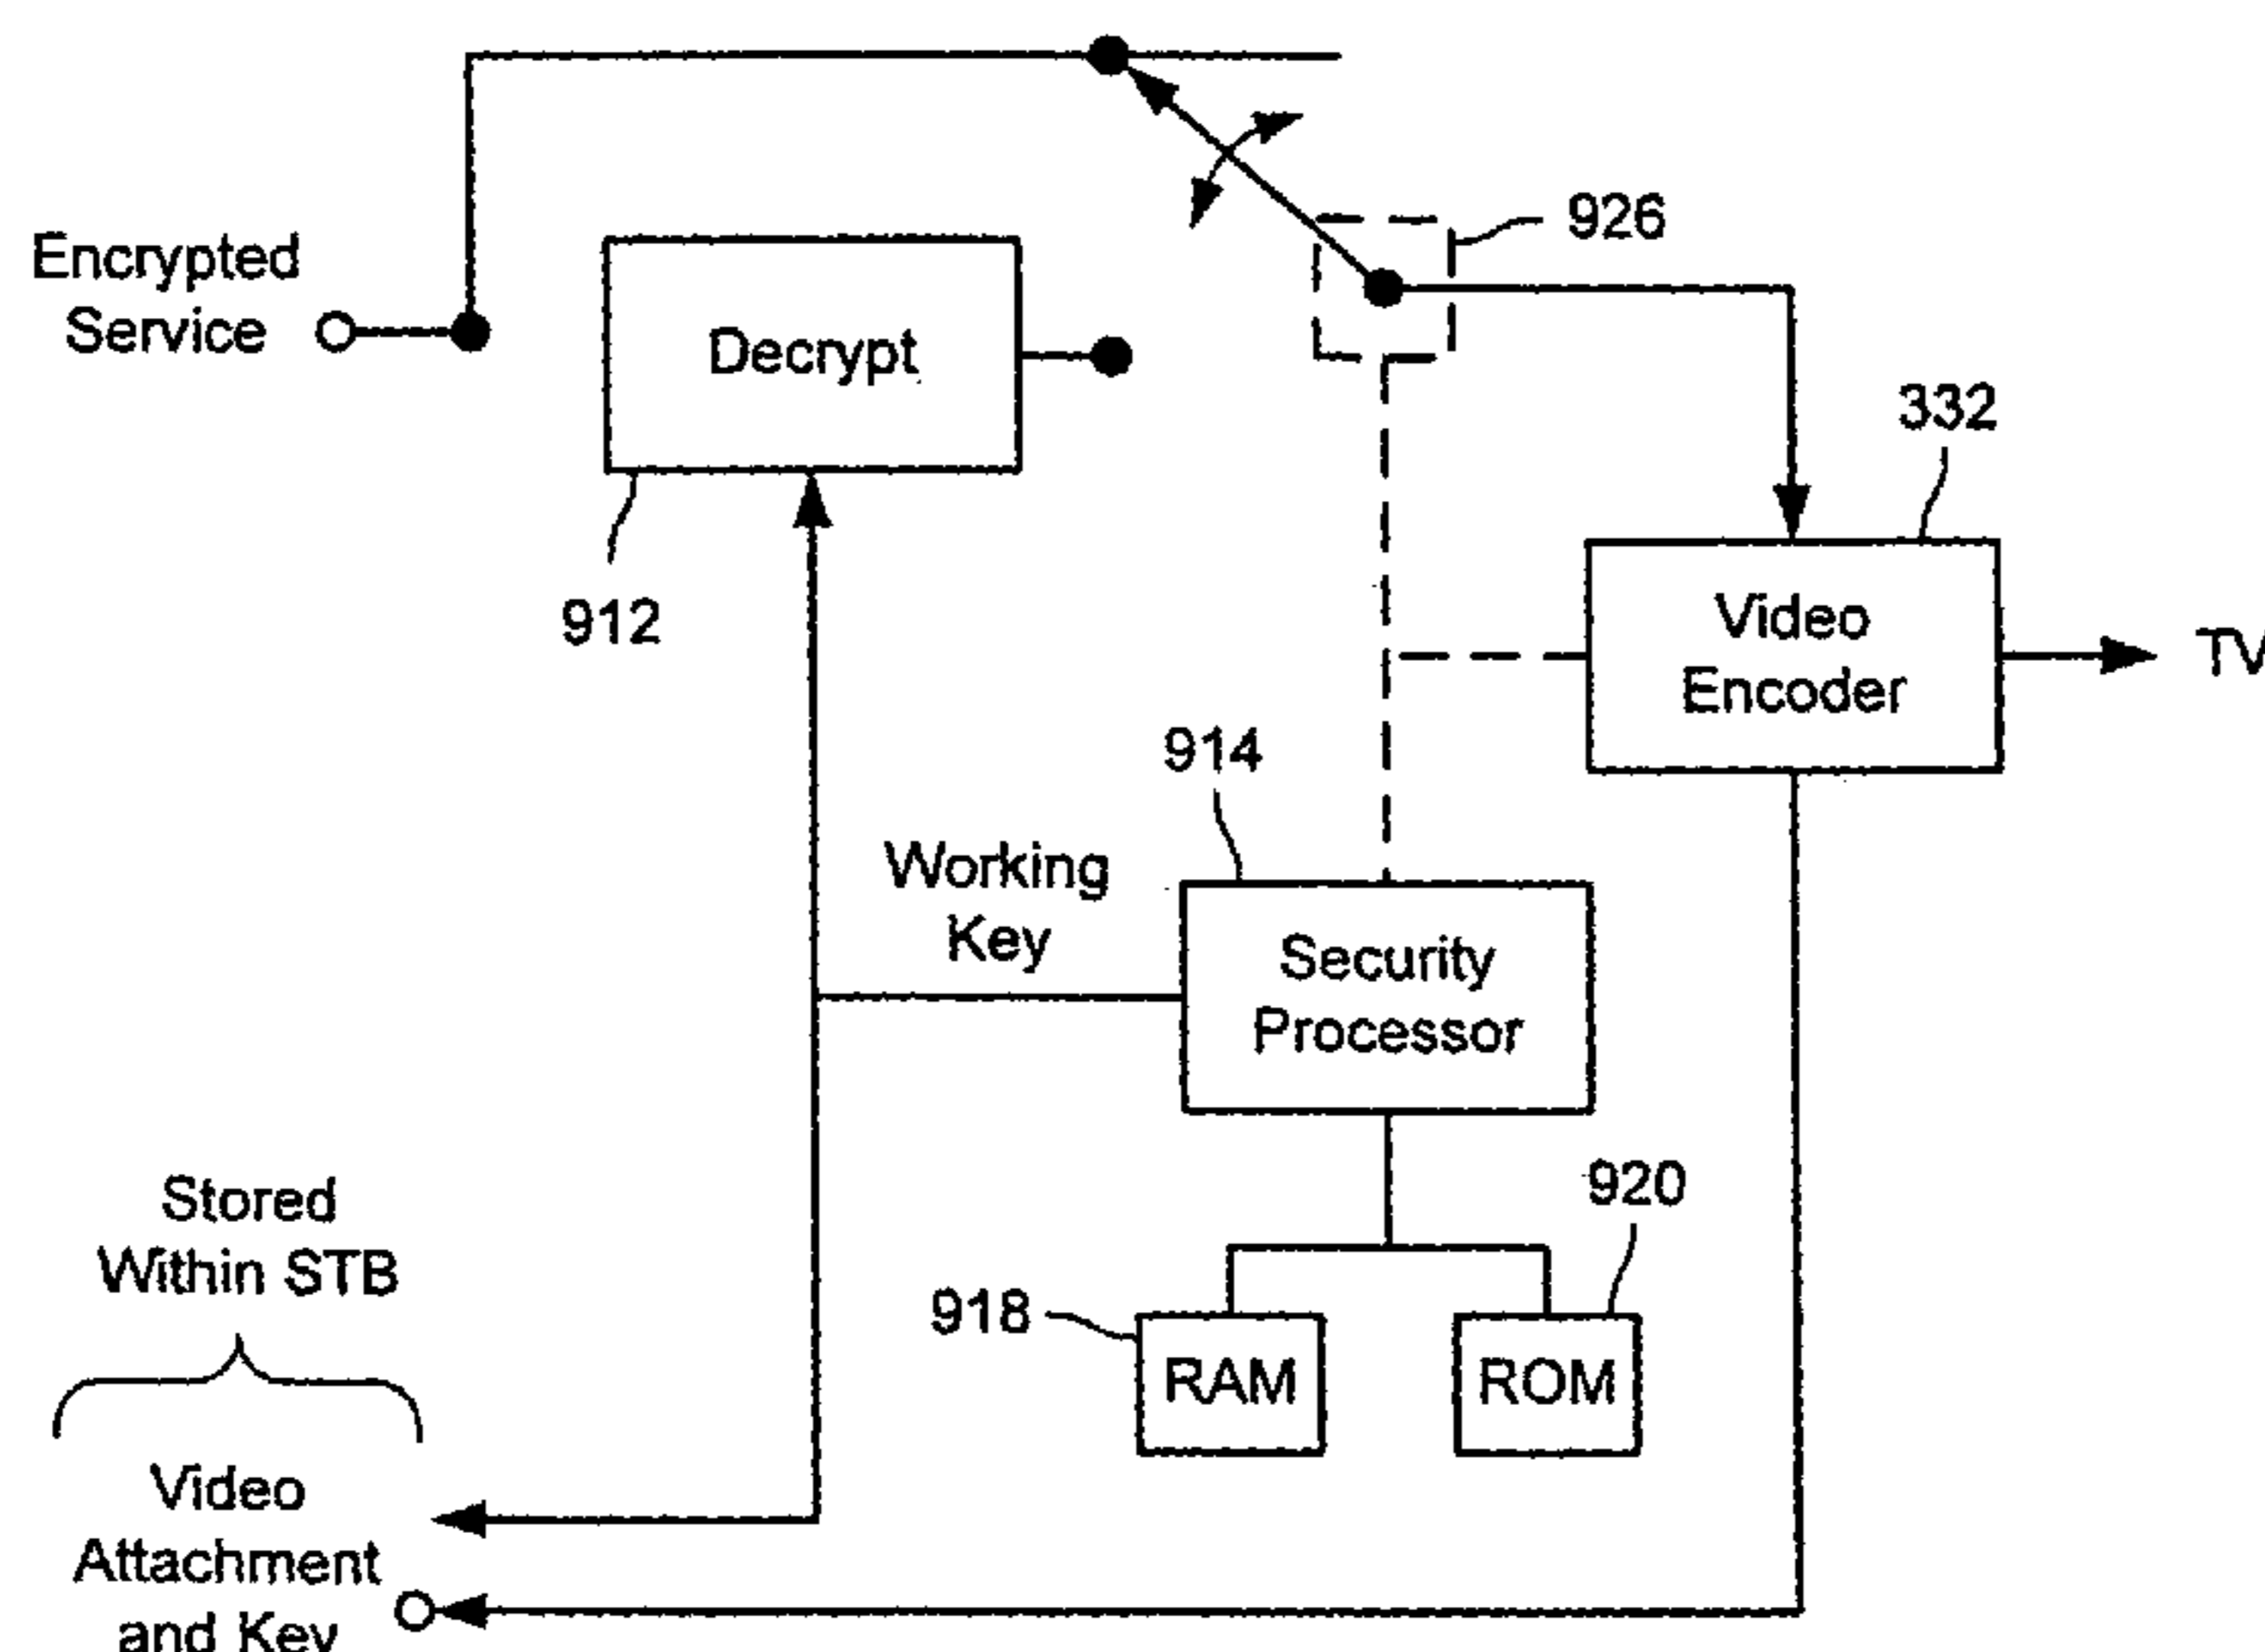 926
Encrypted
Service
Decrypt
332
912
Video
Encoder
TV
914
Working
Key
Security
Processor
Stored
Within STB
920
918
RAM
ROM
Video
Attachment
and Key